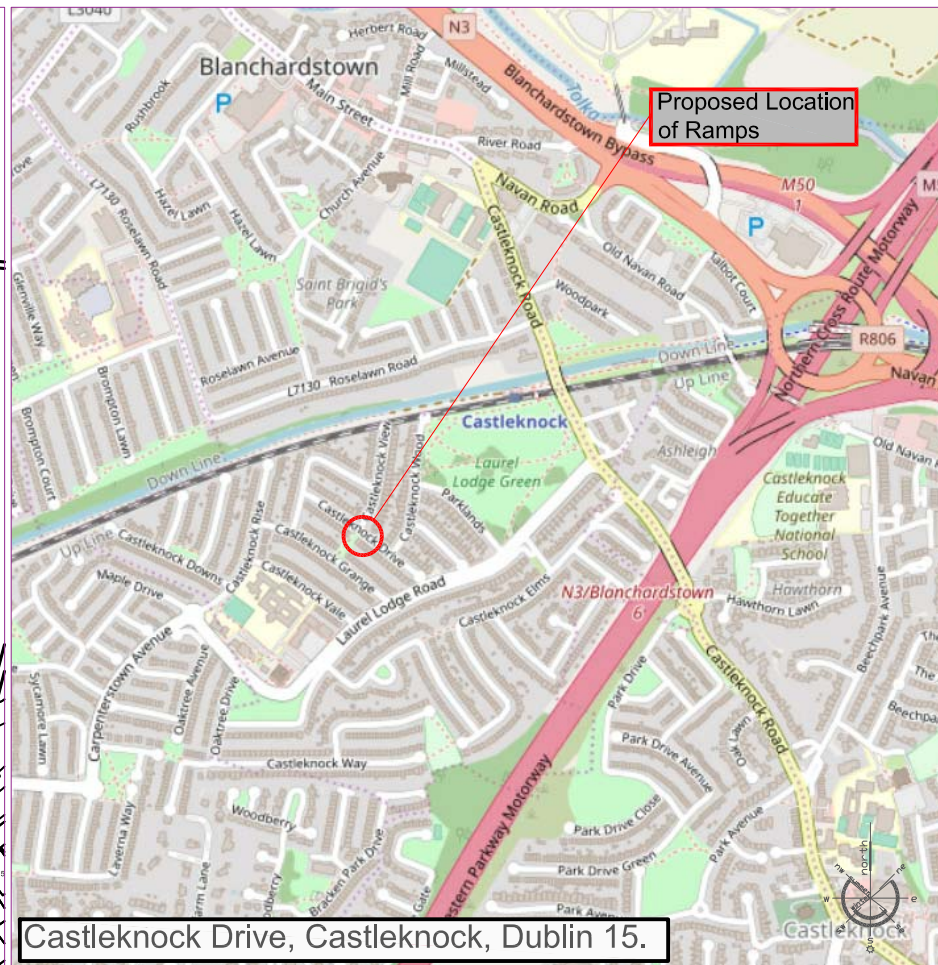 L3040
N3
Herbert Road
Blanchardstown
P
Main Street
Mill Road
Millstead
Rushbrook
Blanchardstown Bypass
Tolka
Proposed Location
of Ramps
River Road
Navan Road
M50
1
P
L7130 Roselawn Road
Hazel Lawn
Church Avenue
Hazel Lawn
Castleknock Road
Old Navan Road
Talbot Court
Northern Cross Route Motorway
Glenville Way
Saint Brigid's
Park
Woodpark
R806
Roselawn Avenue
L7130 Roselawn Road
Down Line
Up Line
Navan
Brompton Lawn
Brompton Court
Castleknock
Down Line
Castleknock View
Castleknock Wood
Laurel
Lodge Green
Ashleigh
Old Navan
Castleknock
Educate
Together
National
School
Parklands
Castleknock Drive
Up Line
Castleknock Downs
Castleknock Rise
Castleknock Grange
Maple Drive
Castleknock Vale
Laurel Lodge Road
Castleknock Elms
N3/Blanchardstown
6
Hawthorn
Hawthorn Lawn
Beechpark Avenue
Carpenterstown Avenue
Sycamore Lawn
Oaktree Avenue
Oaktree Drive
Park Drive
Castleknock Road
The
Oak Lawn
Park Drive Avenue
Castleknock Way
Laverna Way
Woodberry
Park Drive Close
Park Avenue
Park Drive Green
Bracken Park Drive
north
nw
ne
w
e
Castleknock
Castleknock Drive, Castleknock, Dublin 15.